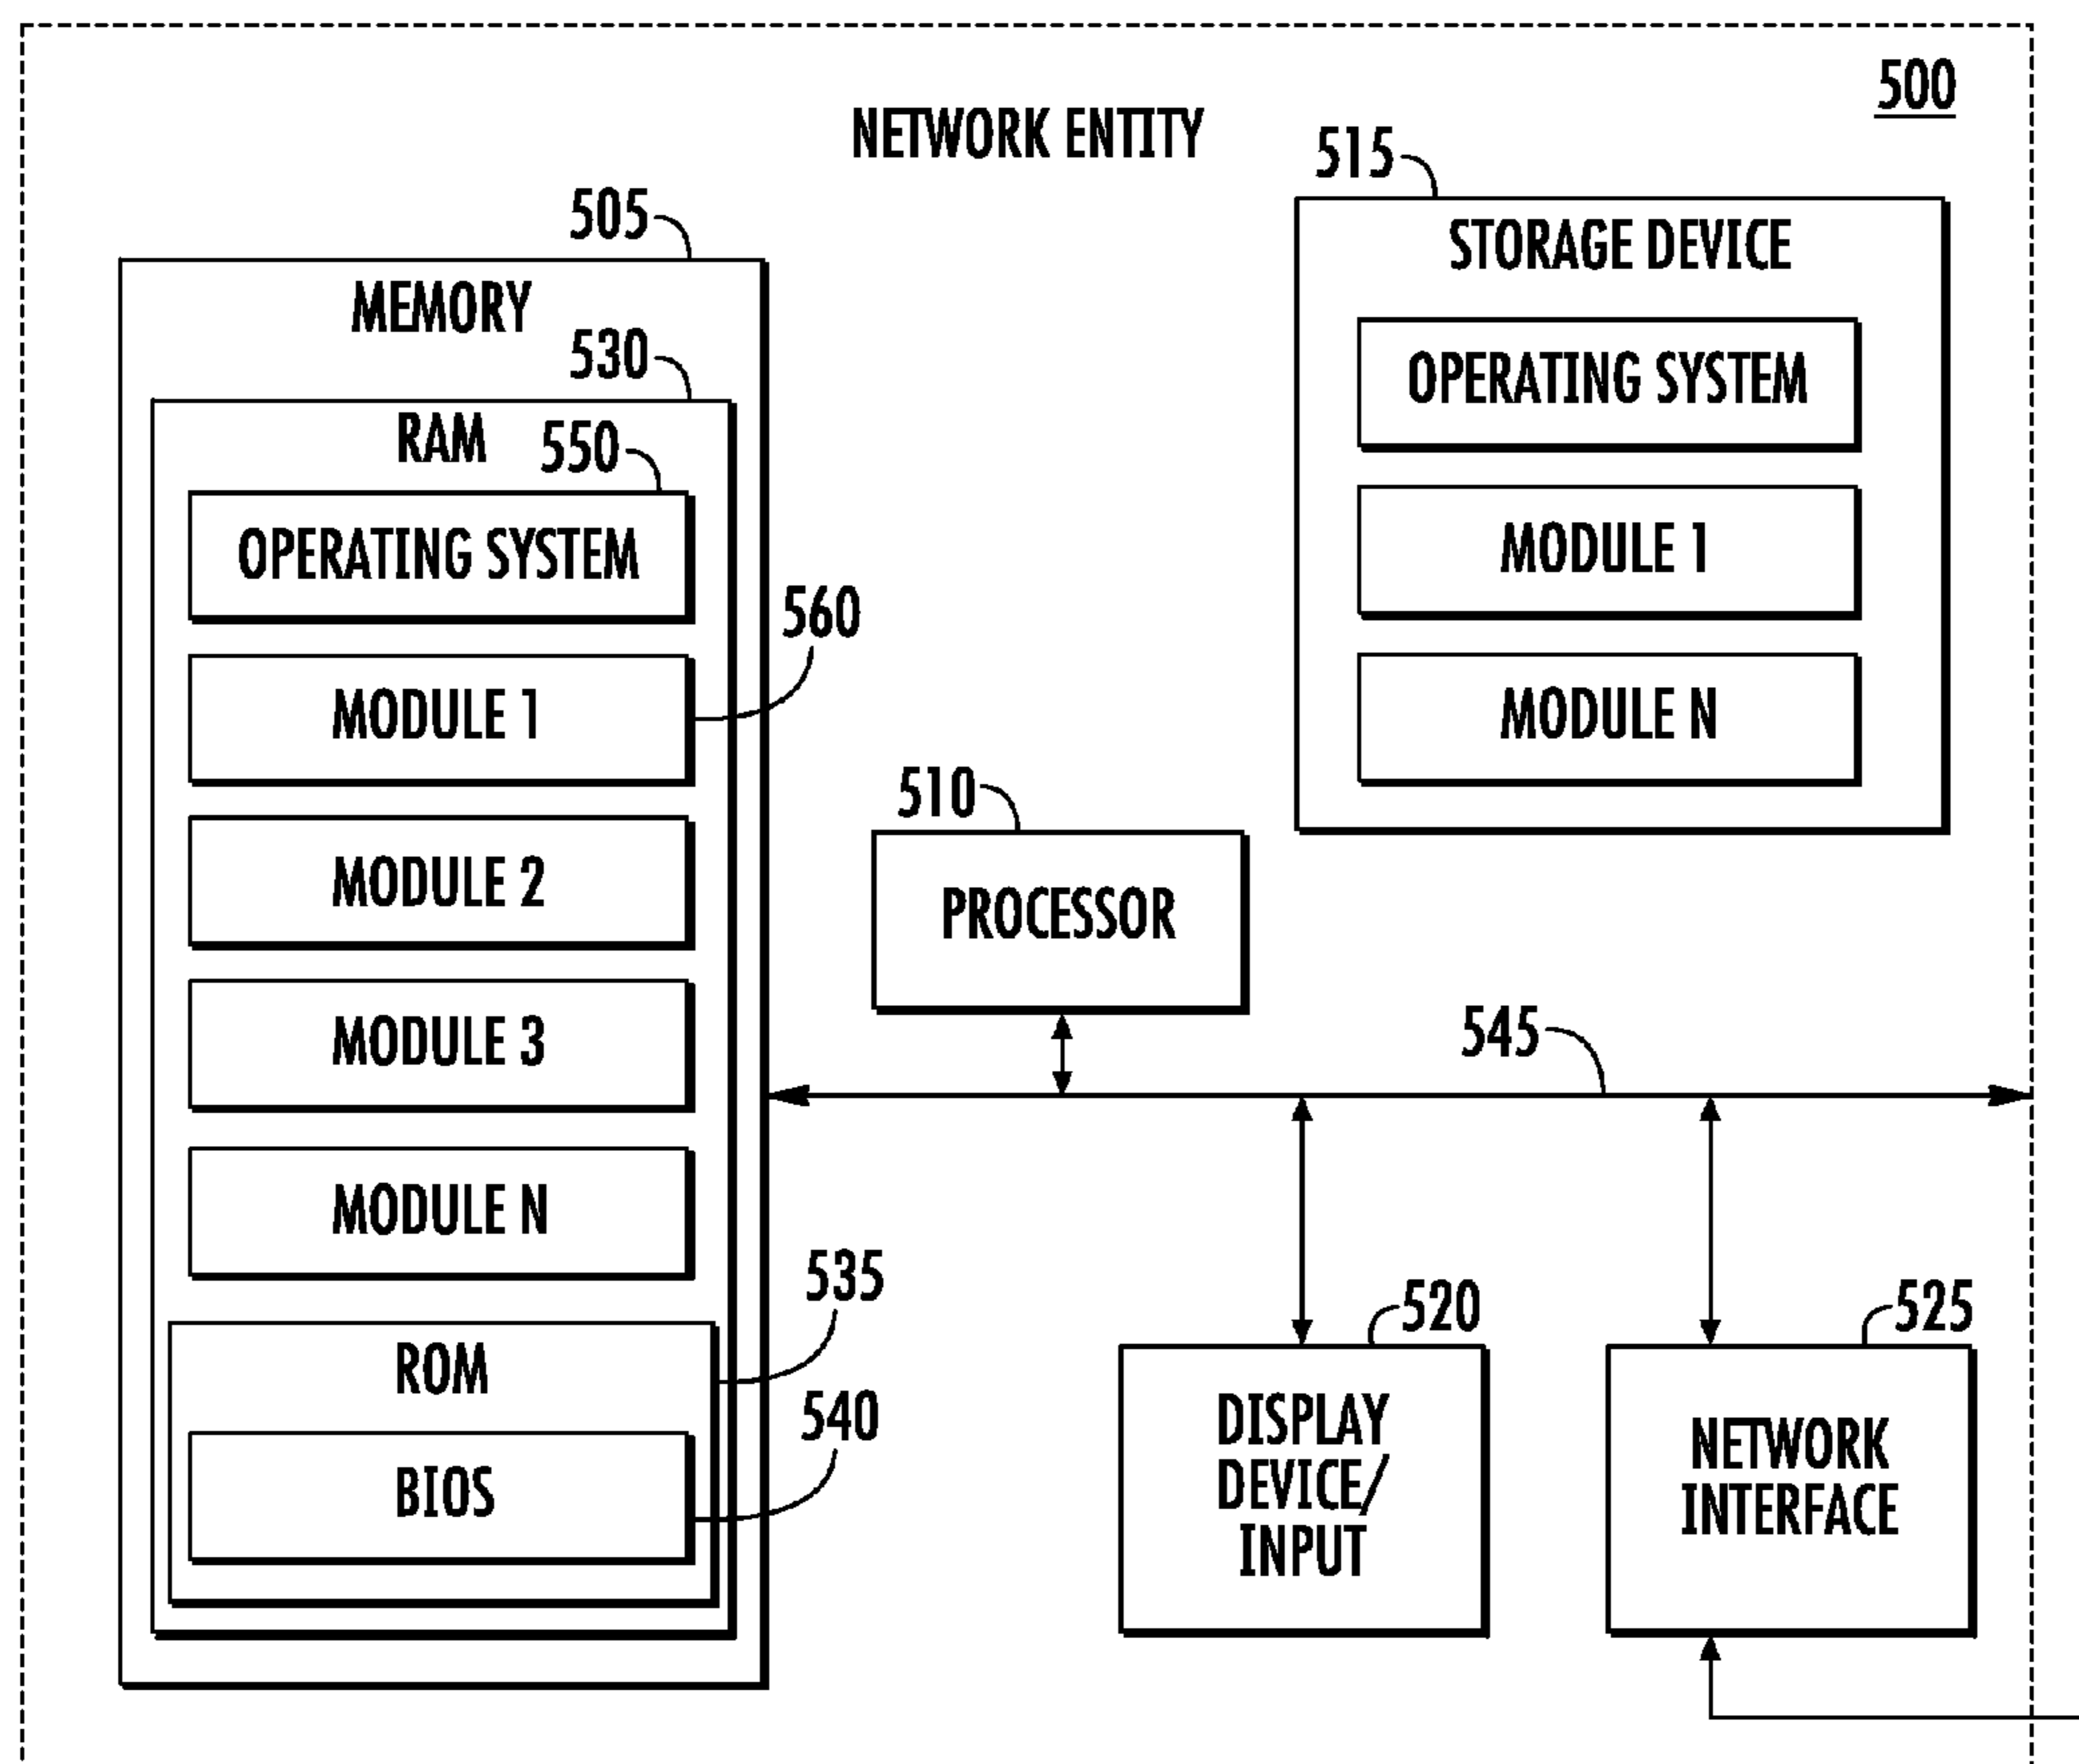 500
NETWORK ENTITY
515
505
STORAGE DEVICE
MEMORY
530
OPERATING SYSTEM
RAM
550
OPERATING SYSTEM
MODULE 1
560
MODULE 1
MODULE N
510
MODULE 2
PROCESSOR
545
MODULE 3
MODULE N
535
520
525
ROM
540
DISPLAY
DEVICE/
INPUT
NETWORK
INTERFACE
BIOS